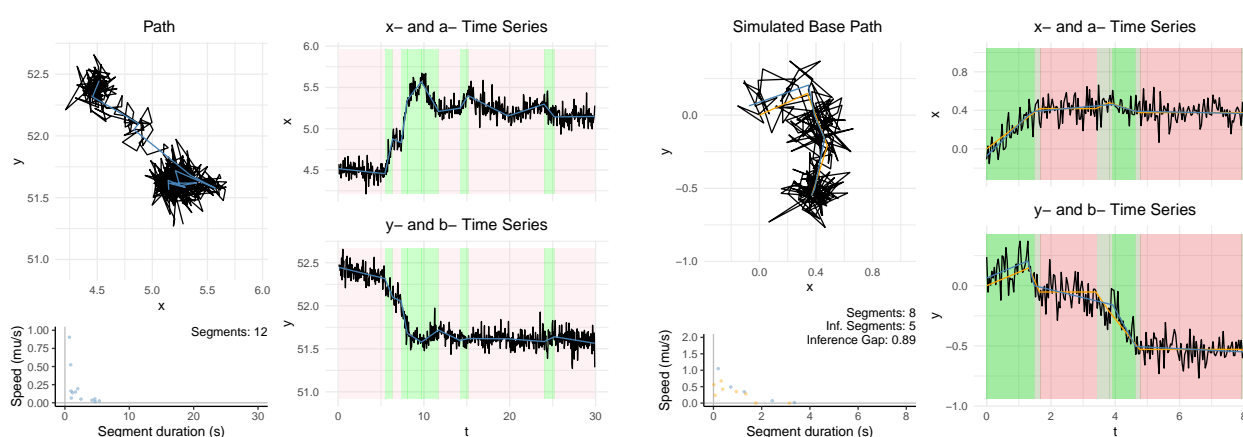 Path
52.5
52.0
51.5
51.0
y
4.5
5.0
5.5
6.0
x
1.00
0.75
0.50
0.25
0.00
Speed (mu/s)
Segments: 12
0
10
20
30
Segment duration (s)
x− and a− Time Series
6.0
5.5
5.0
4.5
x
y− and b− Time Series
52.5
52.0
51.5
51.0
y
0
10
20
30
t
Simulated Base Path
0.0
−0.5
−1.0
y
0.0
0.4
0.8
x
Segments: 8
Inf. Segments: 5
Inference Gap: 0.89
2.0
1.5
1.0
0.5
0.0
Speed (mu/s)
0
2
4
6
8
Segment duration (s)
x− and a− Time Series
0.8
0.4
0.0
x
y− and b− Time Series
0.0
−0.5
−1.0
y
0
2
4
6
8
t